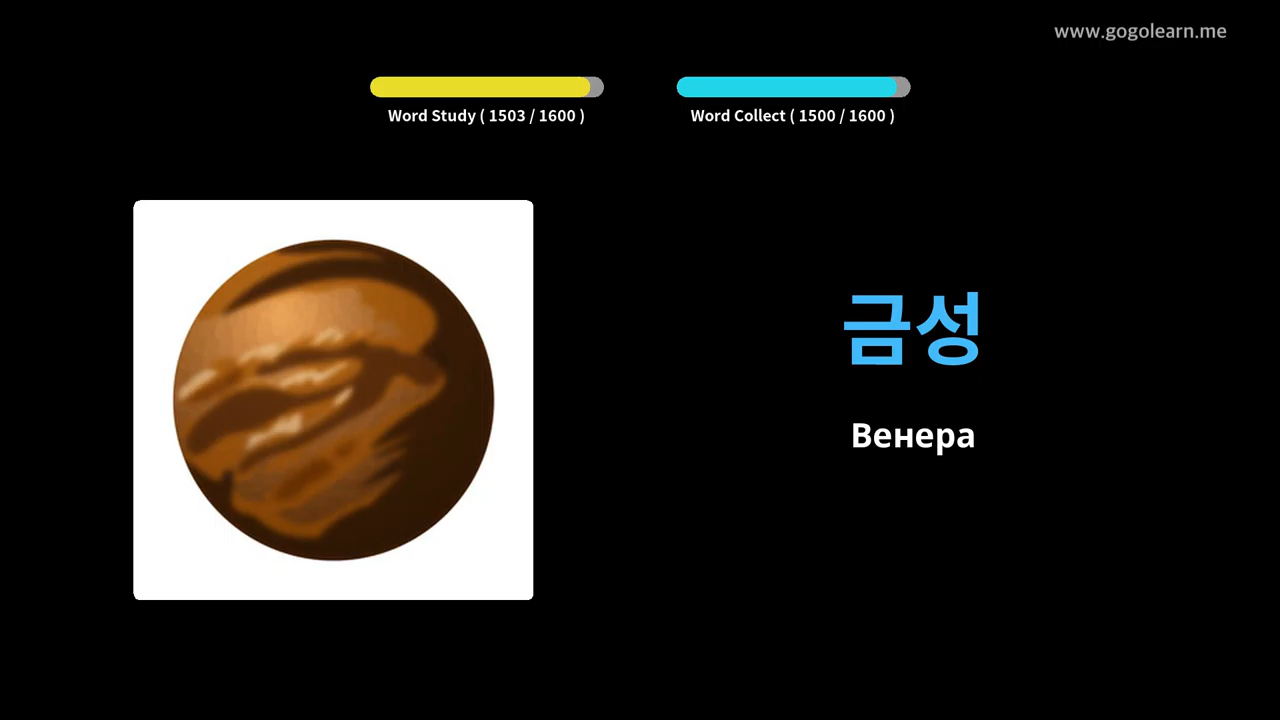 www.gogolearn.me
Word Study ( 1503 / 1600 )
Word Collect ( 1500 / 1600 )
금성
Венера